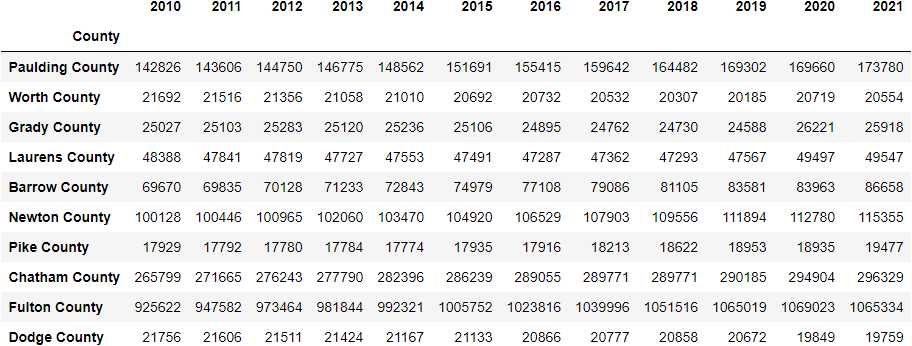 2010 2011 2012 2013 2014 2015 2016 2017 2018 2019 2020 2021
County
Paulding County 142826 143606 144750 146775 148562 151691 155415 159642 164482 169302 169660 173780
Worth County 21692 21516 21356 21058 21010 20692 20732 20532 20307 20185 20719 20554
Grady County 25027 25103 25283 25120 25236 25106 24895 24762 24730 24588 26221 25918
Laurens County 48388 47841 47819 47727 47553 47491 47287 47362 47293 47567 49497 49547
Barrow County 69670 69835 70128 71233 72843 74979 77108 79086 81105 83581 83963 86658
Newton County 100128 100446 100965 102060 103470 104920 106529 107903 109556 111894 112780 115355
Pike County 17929 17792 17780 17784 17774 17935 17916 18213 18622 18953 18935 19477
Chatham County 265799 271665 276243 277790 282396 286239 289055 289771 289771 290185 294904 296329
Fulton County 925622 947582 973464 981844 992321 1005752 1023816 1039996 1051516 1065019 1069023 1065334
Dodge County 21756 21606 21511 21424 21167 21133 20866 20777 20858 20672 19849 19759